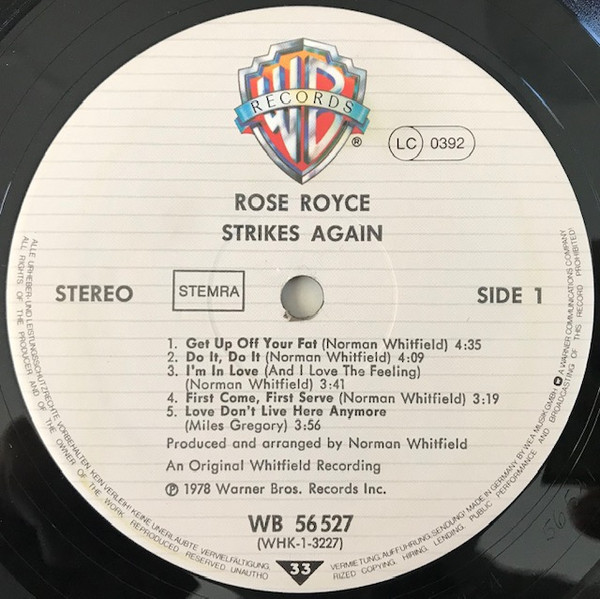 WB
RECORDS
®
LC 0392
ROSE ROYCE
STRIKES AGAIN
STEREO
STEMRA
SIDE 1
1. Get Up Off Your Fat (Norman Whitfield) 4:35
2. Do It, Do It (Norman Whitfield) 4:09
3. I'm In Love (And I Love The Feeling)
(Norman Whitfield) 3:41
4. First Come, First Serve (Norman Whitfield) 3:19
5. Love Don't Live Here Anymore
(Miles Gregory) 3:56
Produced and arranged by Norman Whitfield
An Original Whitfield Recording
℗ 1978 Warner Bros. Records Inc.
WB 56 527
(WHK-1-3227)
33
ALLE URHEBER- UND LEISTUNGSSCHUTZRECHTE VORBEHALTEN KEIN VERLEIH! KEINE UNERLAUBTE VERVIELFÄLTIGUNG, VERMIETUNG, AUFFÜHRUNG, SENDUNG! MADE IN GERMANY BY WEA MUSIK GMBH A WARNER COMMUNICATIONS COMPANY
ALL RIGHTS OF THE PRODUCER AND OF THE OWNER OF THE WORK REPRODUCED RESERVED. UNAUTHORIZED COPYING, HIRING, LENDING, PUBLIC PERFORMANCE AND BROADCASTING OF THIS RECORD PROHIBITED!